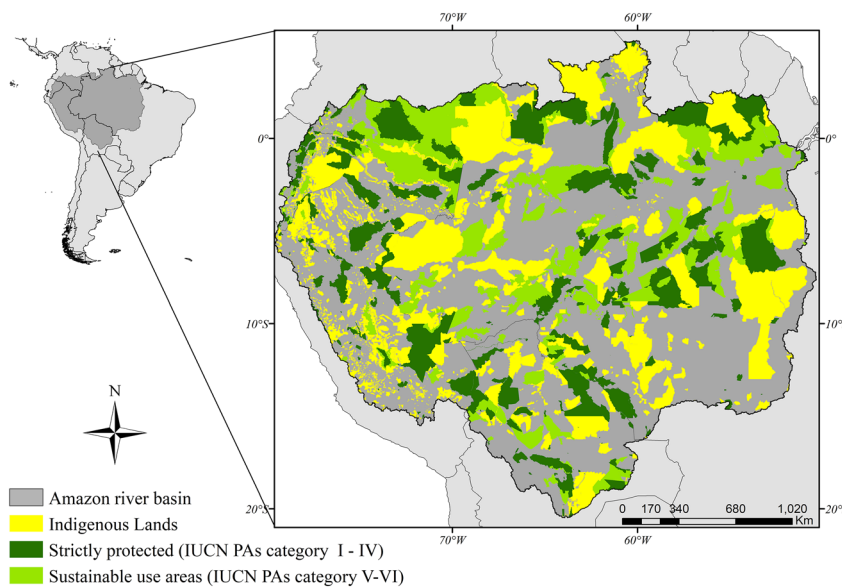 70°W 60°W
0° 0°
10°S 10°S
20°S 20°S
70°W 60°W
N
Amazon river basin
Indigenous Lands
Strictly protected (IUCN PAs category I - IV)
Sustainable use areas (IUCN PAs category V-VI)
0 170 340 680 1,020
Km